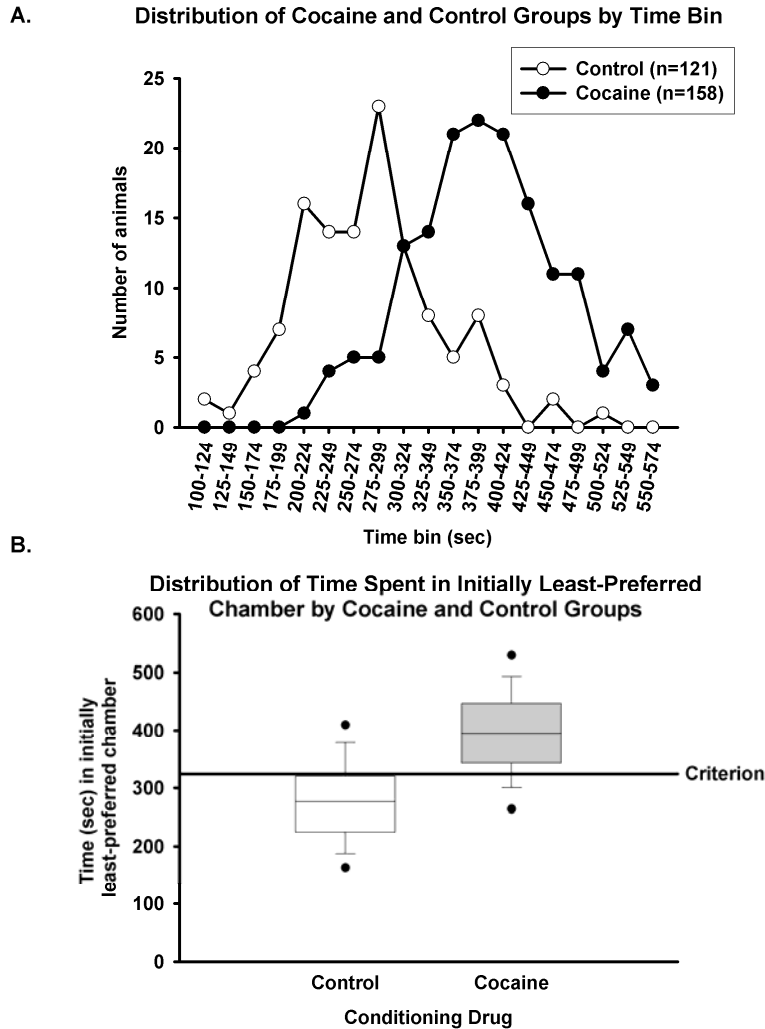 A.
Distribution of Cocaine and Control Groups by Time Bin
Control (n=121)
Cocaine (n=158)
Number of animals
25
20
15
10
5
0
100-124
125-149
150-174
175-199
200-224
225-249
250-274
275-299
300-324
325-349
350-374
375-399
400-424
425-449
450-474
475-499
500-524
525-549
550-574
Time bin (sec)
B.
Distribution of Time Spent in Initially Least-Preferred
Chamber by Cocaine and Control Groups
Time (sec) in initially
least-preferred chamber
600
500
400
300
200
100
0
Criterion
Control
Cocaine
Conditioning Drug